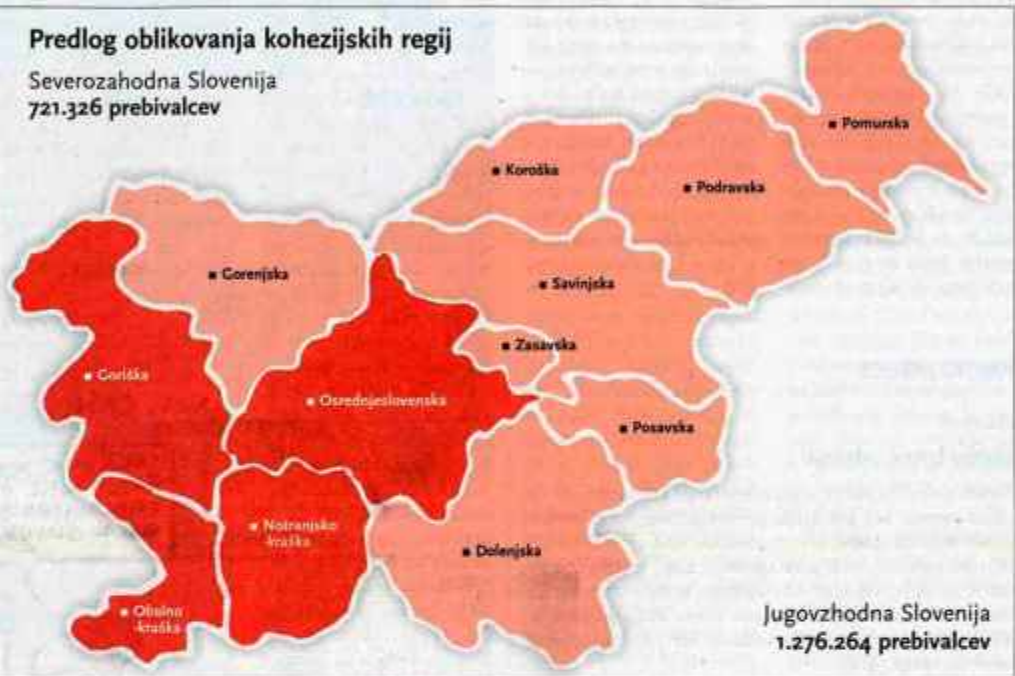 Predlog oblikovanja kohezijskih regij
Severozahodna Slovenija
721.326 prebivalcev
Pomurska
Koroška
Podravska
Gorenjska
Savinjska
Zasavska
Goriška
Osrednjeslovenska
Posavska
Notranjsko
-kraška
Dolenjska
Obalno
-kraška
Jugovzhodna Slovenija
1.276.264 prebivalcev